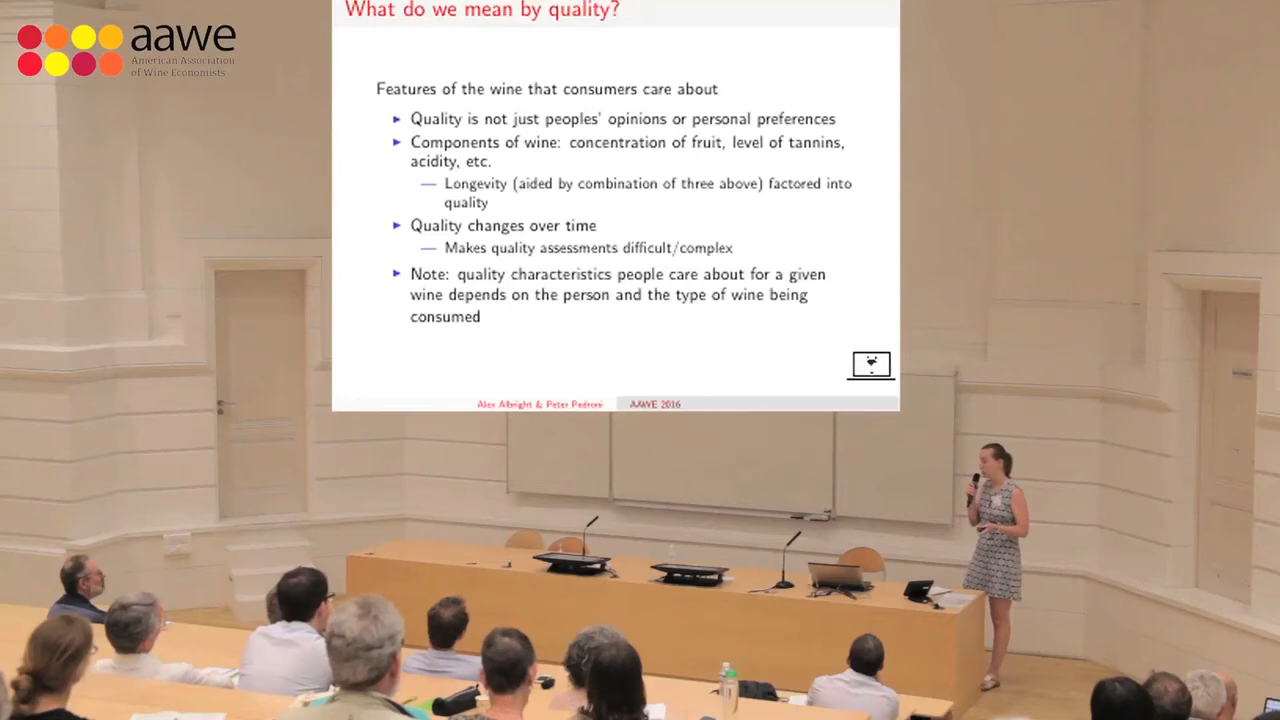 aawe
American Association
of Wine Economists
What do we mean by quality?
Features of the wine that consumers care about
Quality is not just peoples' opinions or personal preferences
Components of wine: concentration of fruit, level of tannins,
acidity, etc.
— Longevity (aided by combination of three above) factored into
quality
Quality changes over time
— Makes quality assessments difficult/complex
Note: quality characteristics people care about for a given
wine depends on the person and the type of wine being
consumed
Alex Albright & Peter Pedroni AAWE 2016